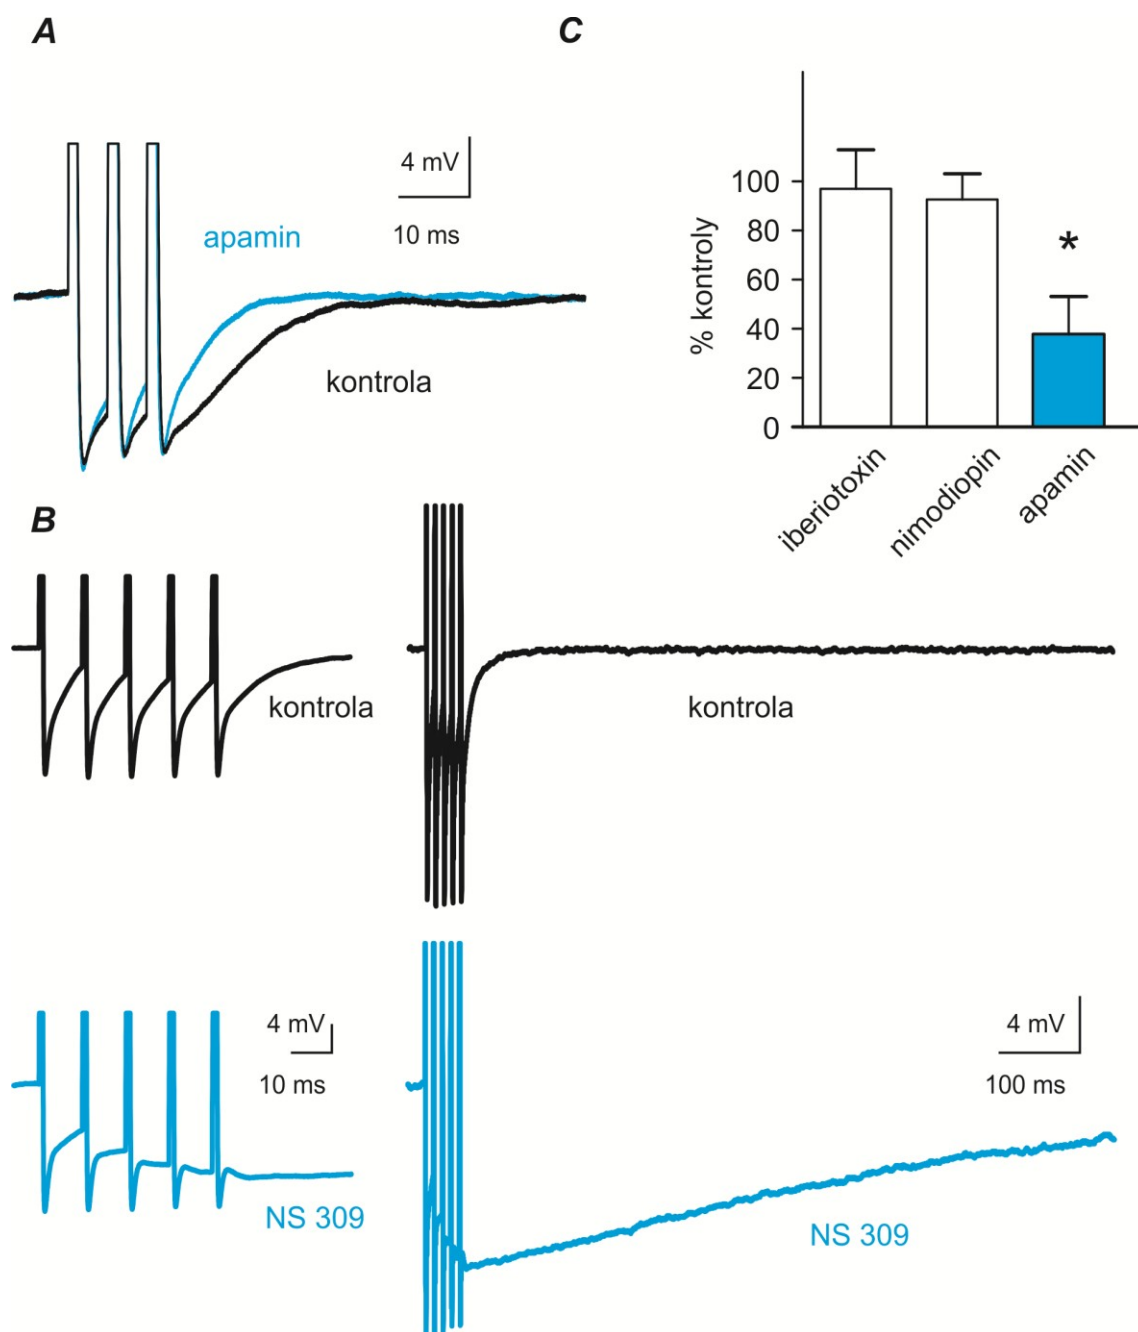 A
4 mV
10 ms
apamin
kontrola
C
% kontroly
100
80
60
40
20
0
*
iberiotoxin
nimodiopin
apamin
B
kontrola
kontrola
4 mV
10 ms
NS 309
4 mV
100 ms
NS 309